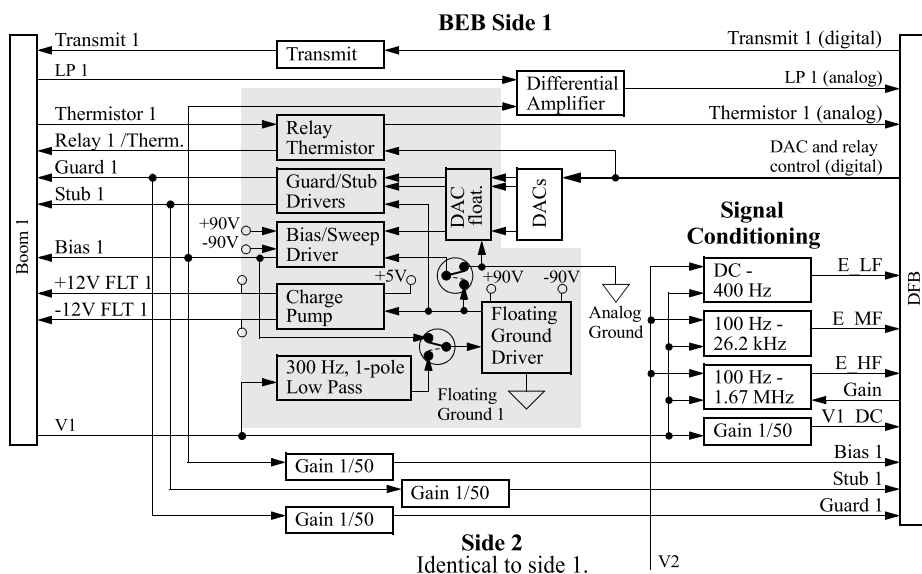 BEB Side 1
Transmit 1
Transmit
Transmit 1 (digital)
LP 1
Differential
Amplifier
LP 1 (analog)
Thermistor 1
Relay
Thermistor
Thermistor 1 (analog)
Relay 1 /Therm.
DAC and relay
control (digital)
Guard 1
Guard/Stub
Drivers
DAC
float.
DACs
Stub 1
+90V
-90V
Bias/Sweep
Driver
Bias 1
Signal
Conditioning
+5V
+90V
-90V
DC -
400 Hz
E_LF
+12V FLT 1
Charge
Pump
-12V FLT 1
Analog
Ground
Floating
Ground
Driver
100 Hz -
26.2 kHz
E_MF
300 Hz, 1-pole
Low Pass
Floating
Ground 1
100 Hz -
1.67 MHz
E_HF
Gain
V1
Gain 1/50
V1_DC
Gain 1/50
Bias 1
Gain 1/50
Stub 1
Gain 1/50
Guard 1
Boom 1
DFB
Side 2
Identical to side 1.
V2